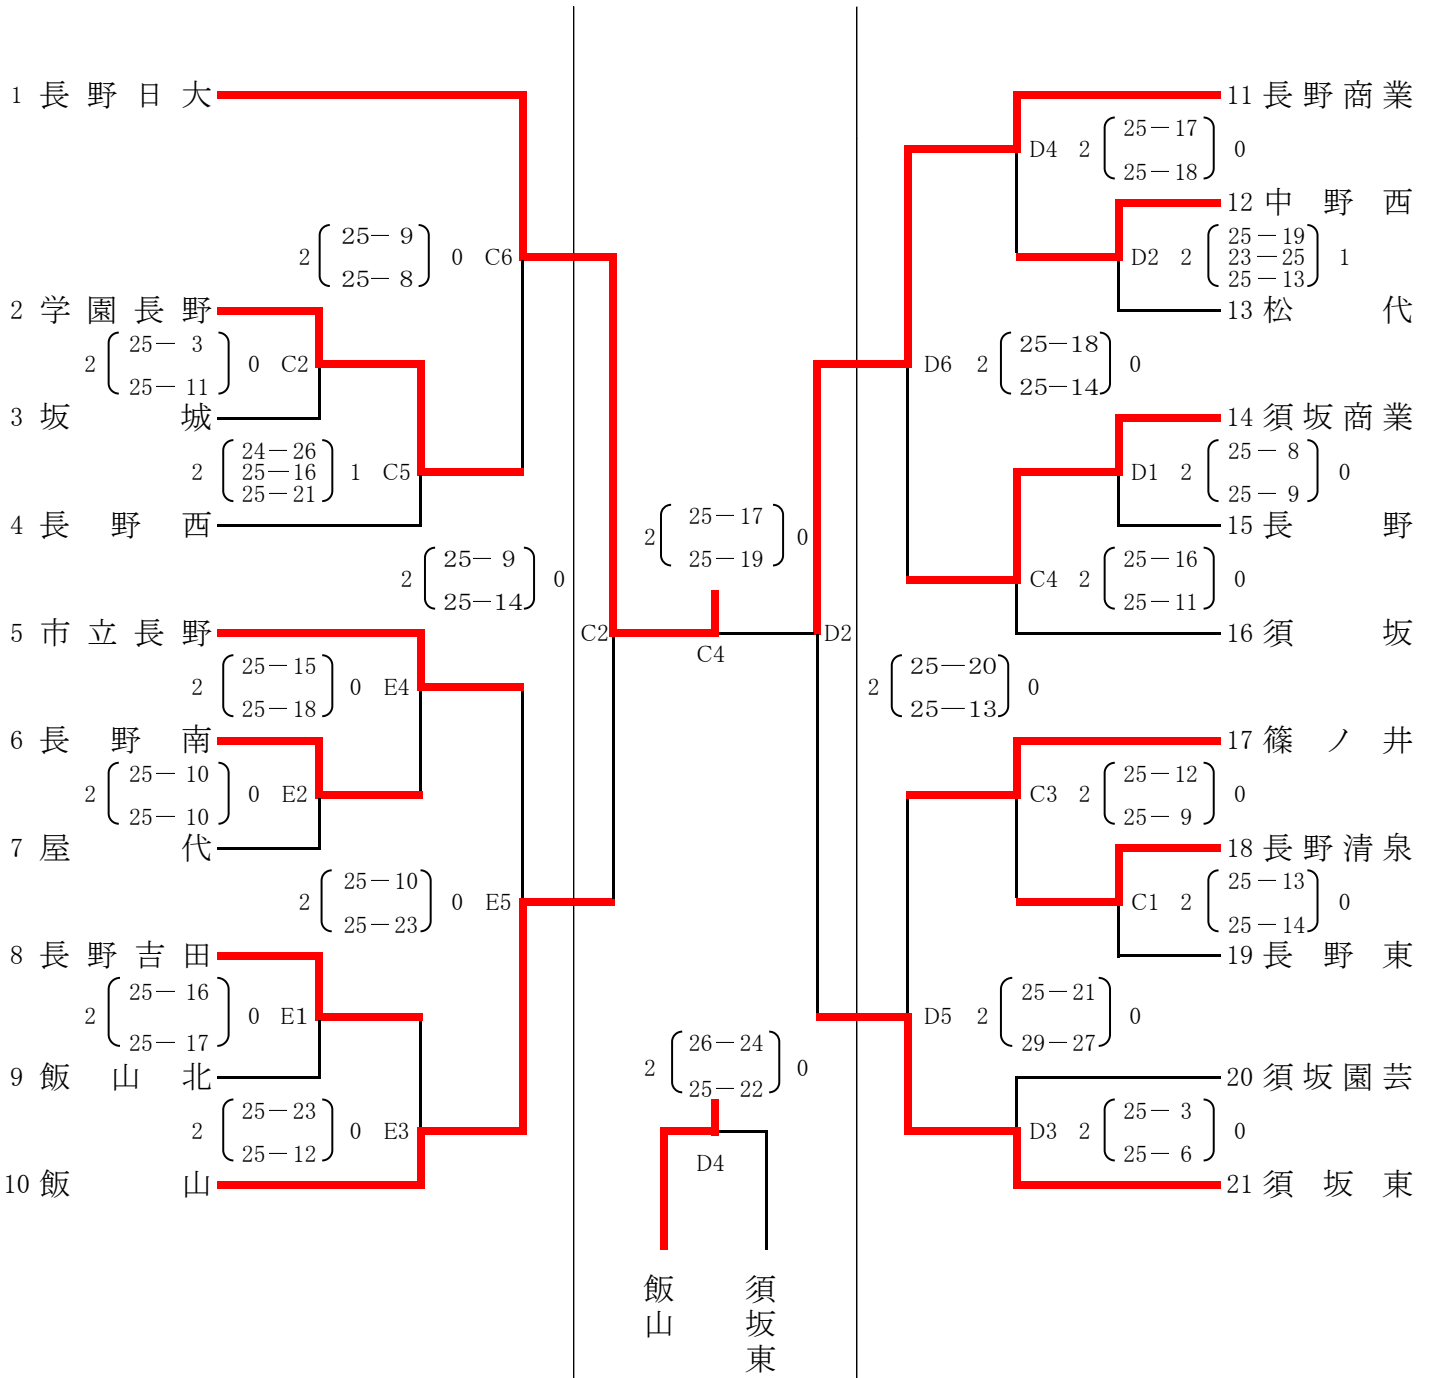 1 長野日大
2 25― 9 0 C6
25― 8
2 学園長野
2 25― 3 0 C2
25― 11
3 坂城
2 24―26 1 C5
25―16
25―21
4 長野西
2 25― 9 0
25―14
5 市立長野
2 25―15 0 E4
25―18
6 長野南
2 25― 10 0 E2
25― 10
7 屋代
2 25―10 0 E5
25―23
8 長野吉田
2 25― 16 0 E1
25― 17
9 飯山北
2 25―23 0 E3
25―12
10 飯山
2 25―17 0
25―19
C2
C4
D2
2 26―24 0
25―22
D4
飯山
須坂東
11 長野商業
D4 2 25―17 0
25―18
12 中野西
D2 2 25―19 1
23―25
25―13
13 松代
D6 2 25―18 0
25―14
14 須坂商業
D1 2 25― 8 0
25― 9
15 長野
C4 2 25―16 0
25―11
16 須坂
2 25―20 0
25―13
17 篠ノ井
C3 2 25―12 0
25― 9
18 長野清泉
C1 2 25―13 0
25―14
19 長野東
D5 2 25―21 0
29―27
20 須坂園芸
D3 2 25― 3 0
25― 6
21 須坂東